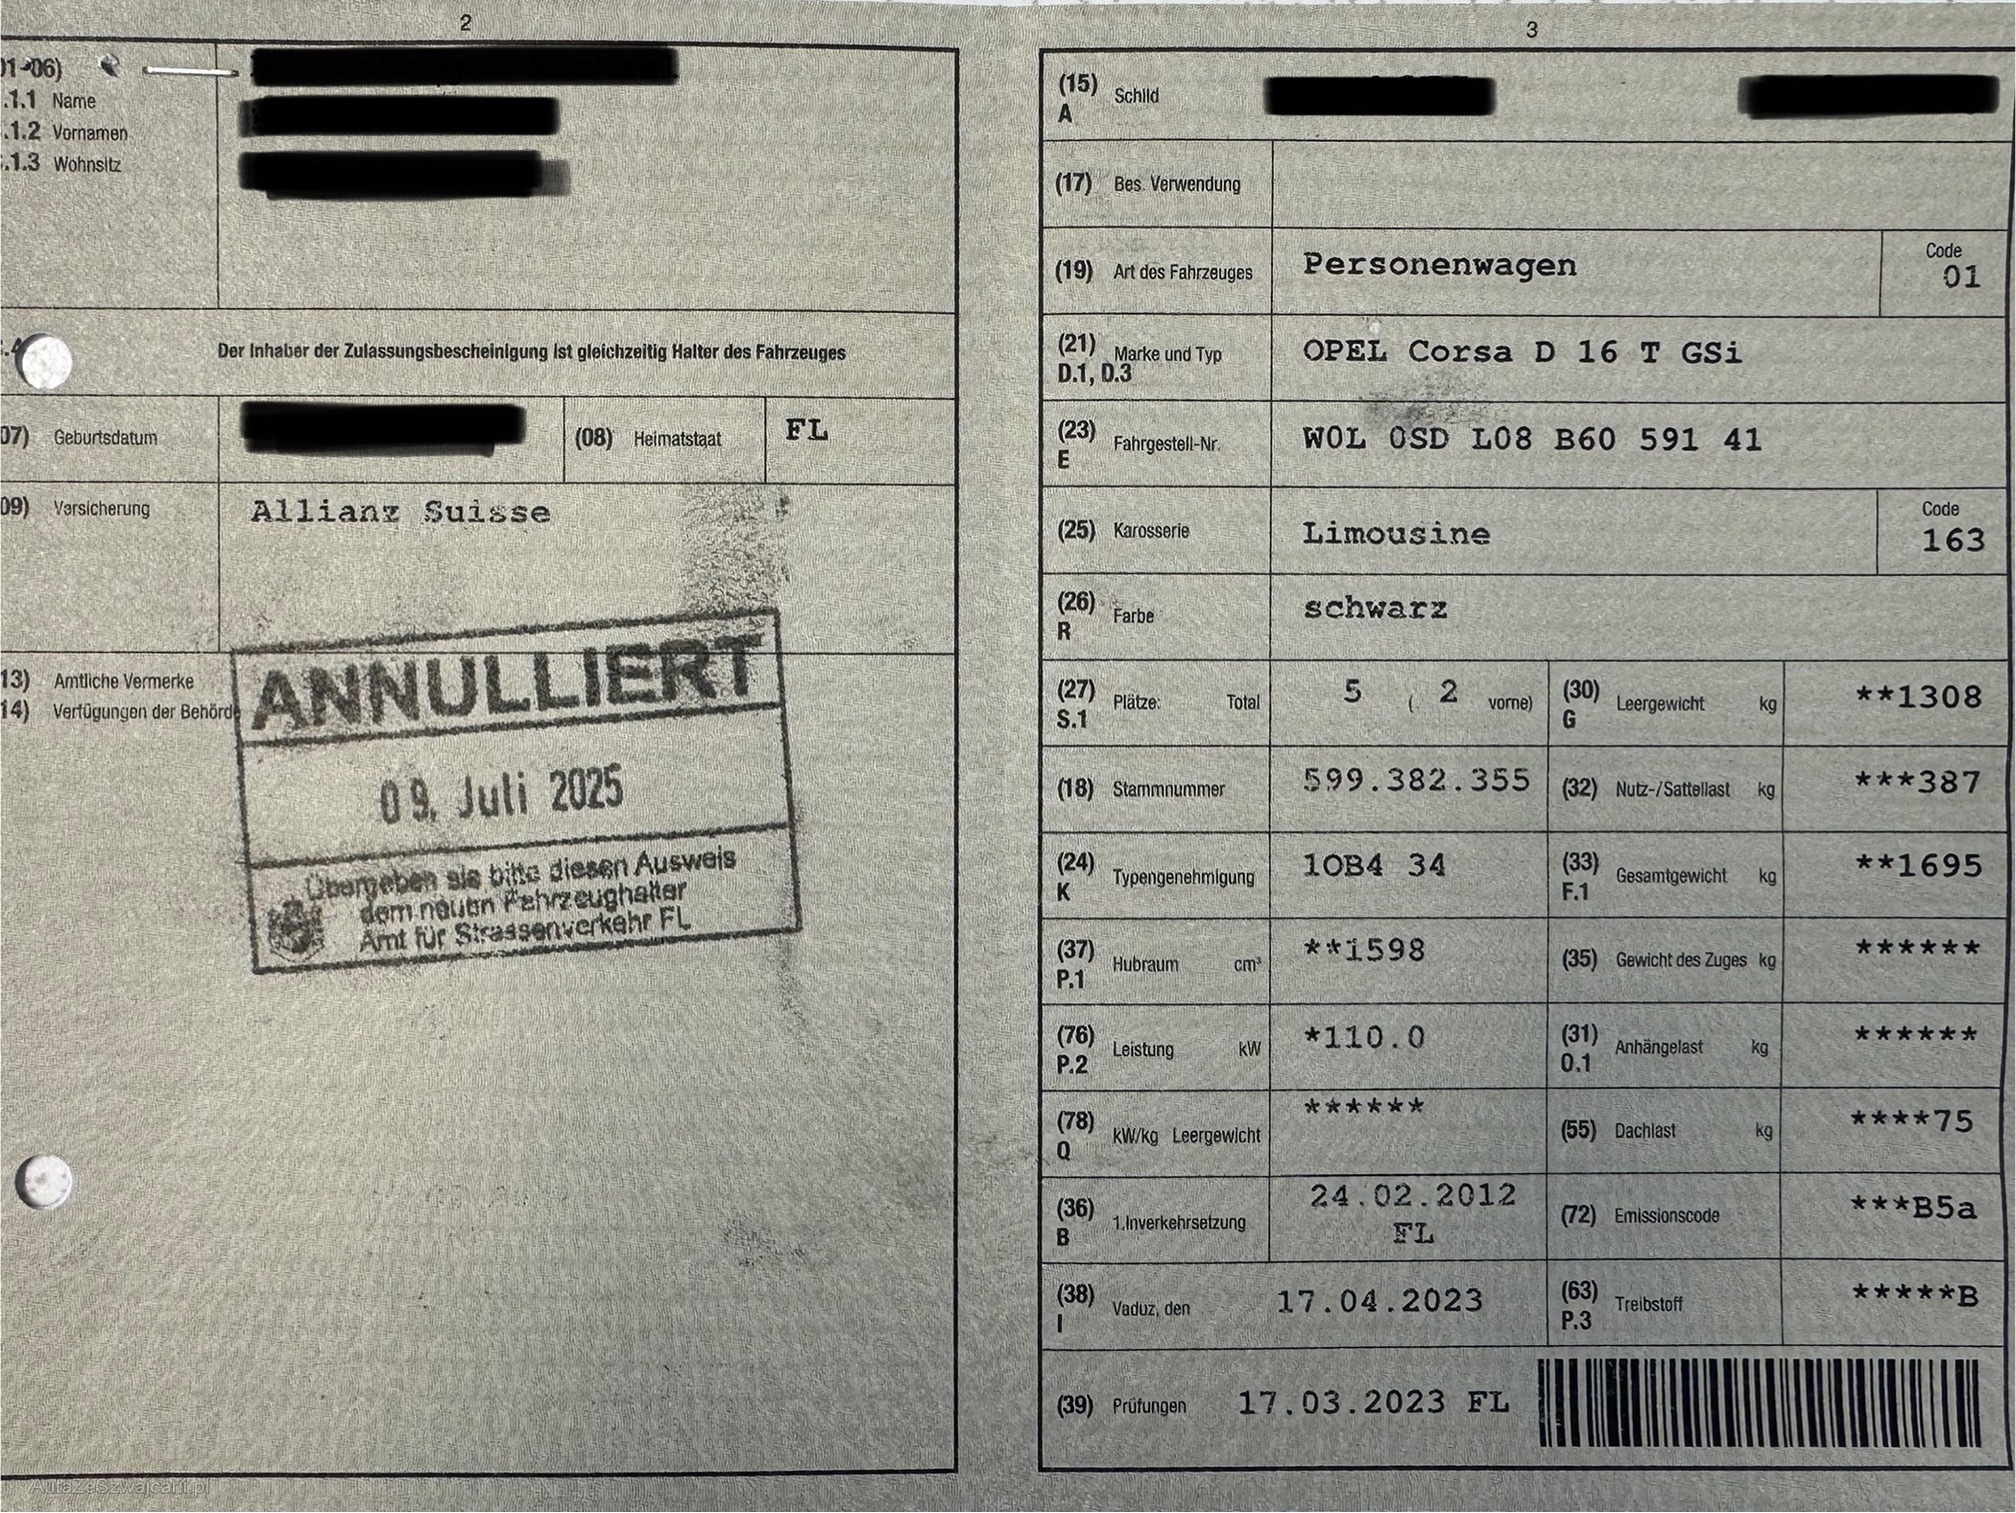 2
01-06)
.1.1 Name
.1.2 Vornamen
.1.3 Wohnsitz
Der Inhaber der Zulassungsbescheinigung ist gleichzeitig Halter des Fahrzeuges
07) Geburtsdatum
(08) Heimatstaat FL
09) Versicherung Allianz Suisse
13) Amtliche Vermerke
14) Verfügungen der Behörde
ANNULLIERT
09. Juli 2025
Übergeben sie bitte diesen Ausweis
dem neuen Fahrzeughalter
Amt für Strassenverkehr FL
AutaZeSzwajcarii.pl
3
(15) Schild
A
(17) Bes. Verwendung
(19) Art des Fahrzeuges Personenwagen Code 01
(21) Marke und Typ OPEL Corsa D 16 T GSi
D.1, D.3
(23) Fahrgestell-Nr. W0L 0SD L08 B60 591 41
E
(25) Karosserie Limousine Code 163
(26) Farbe schwarz
R
(27) Plätze: Total 5 ( 2 vorne)
S.1
(30) Leergewicht kg **1308
G
(18) Stammnummer 599.382.355
(32) Nutz-/Sattellast kg ***387
(24) Typengenehmigung 1OB4 34
K
(33) Gesamtgewicht kg **1695
F.1
(37) Hubraum cm³ **1598
P.1
(35) Gewicht des Zuges kg ******
(76) Leistung kW *110.0
P.2
(31) Anhängelast kg ******
O.1
(78) kW/kg Leergewicht ******
Q
(55) Dachlast kg ****75
(36) 1.Inverkehrsetzung 24.02.2012
B FL
(72) Emissionscode ***B5a
(38) Vaduz, den 17.04.2023
I
(63) Treibstoff *****B
P.3
(39) Prüfungen 17.03.2023 FL